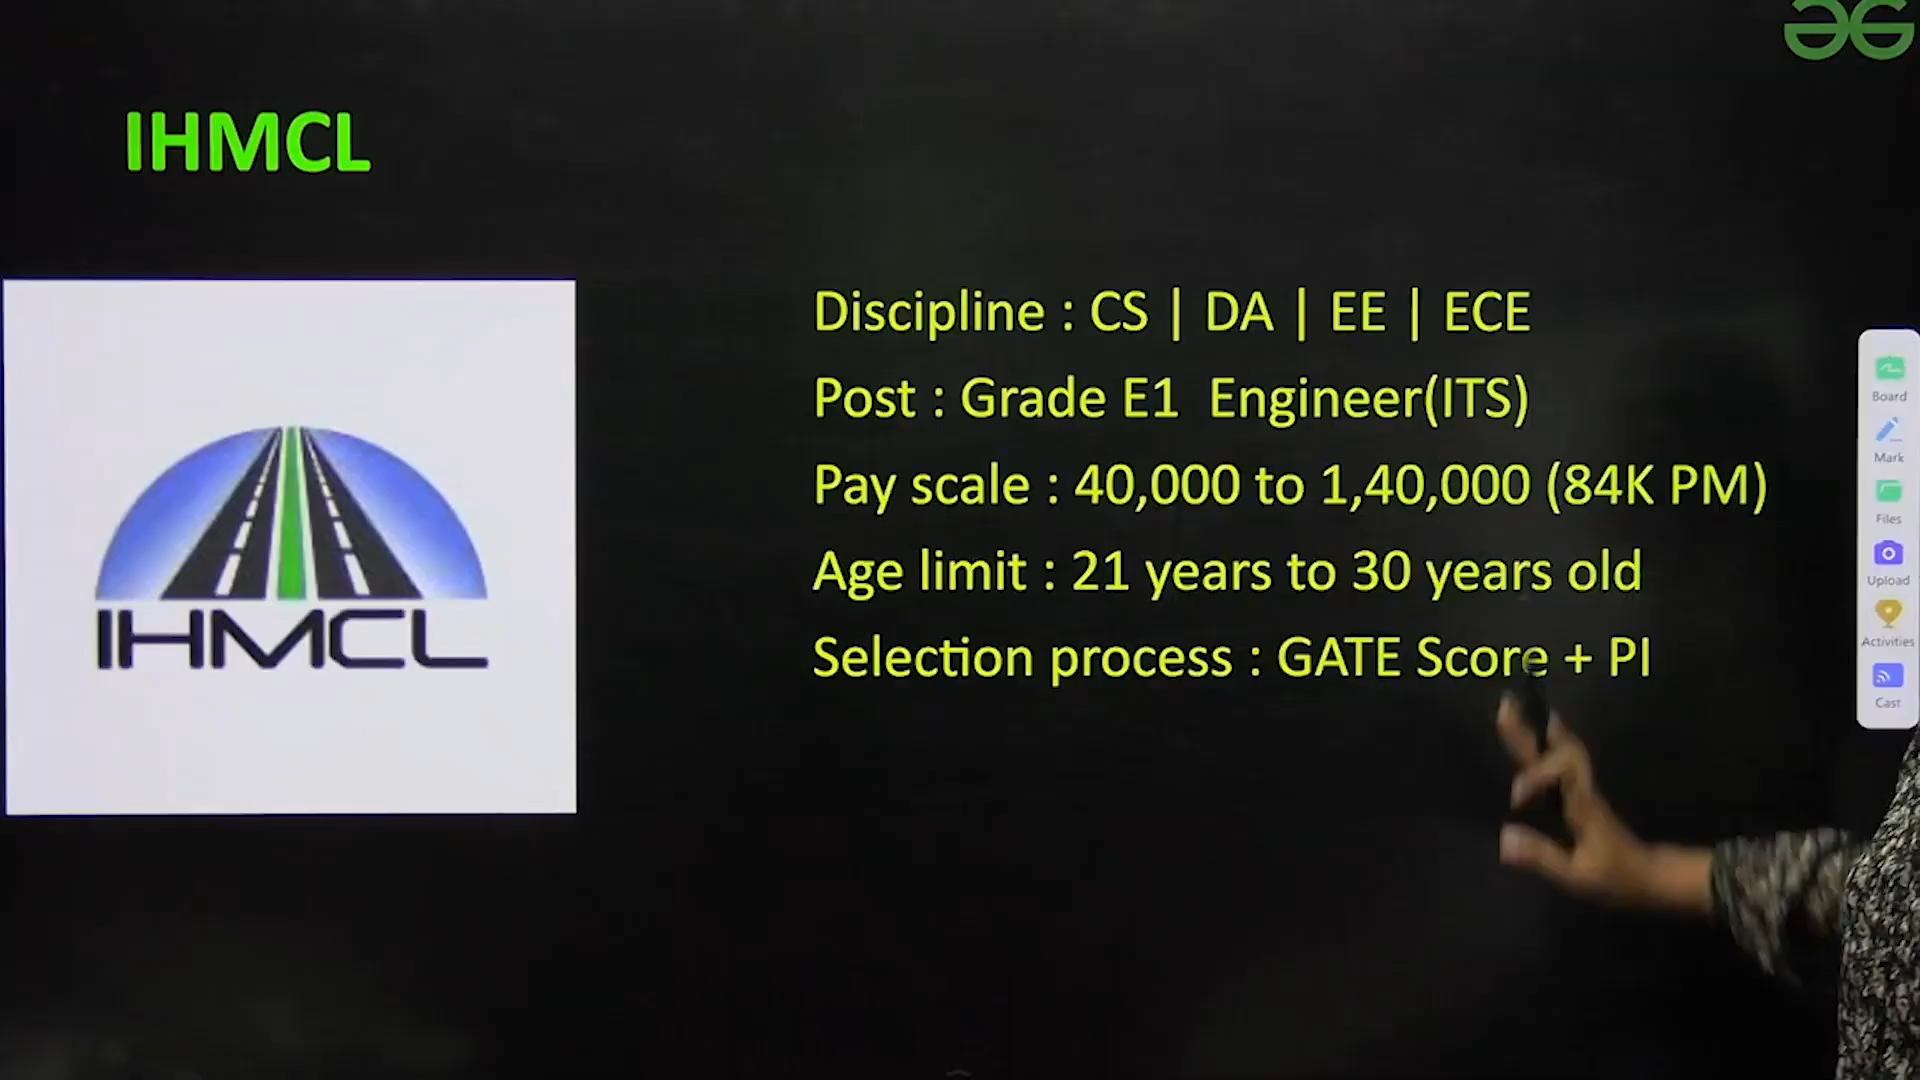 IHMCL
IHMCL
Discipline : CS | DA | EE | ECE
Post : Grade E1 Engineer(ITS)
Pay scale : 40,000 to 1,40,000 (84K PM)
Age limit : 21 years to 30 years old
Selection process : GATE Score + PI
Board
Mark
Files
Upload
Activities
Cast